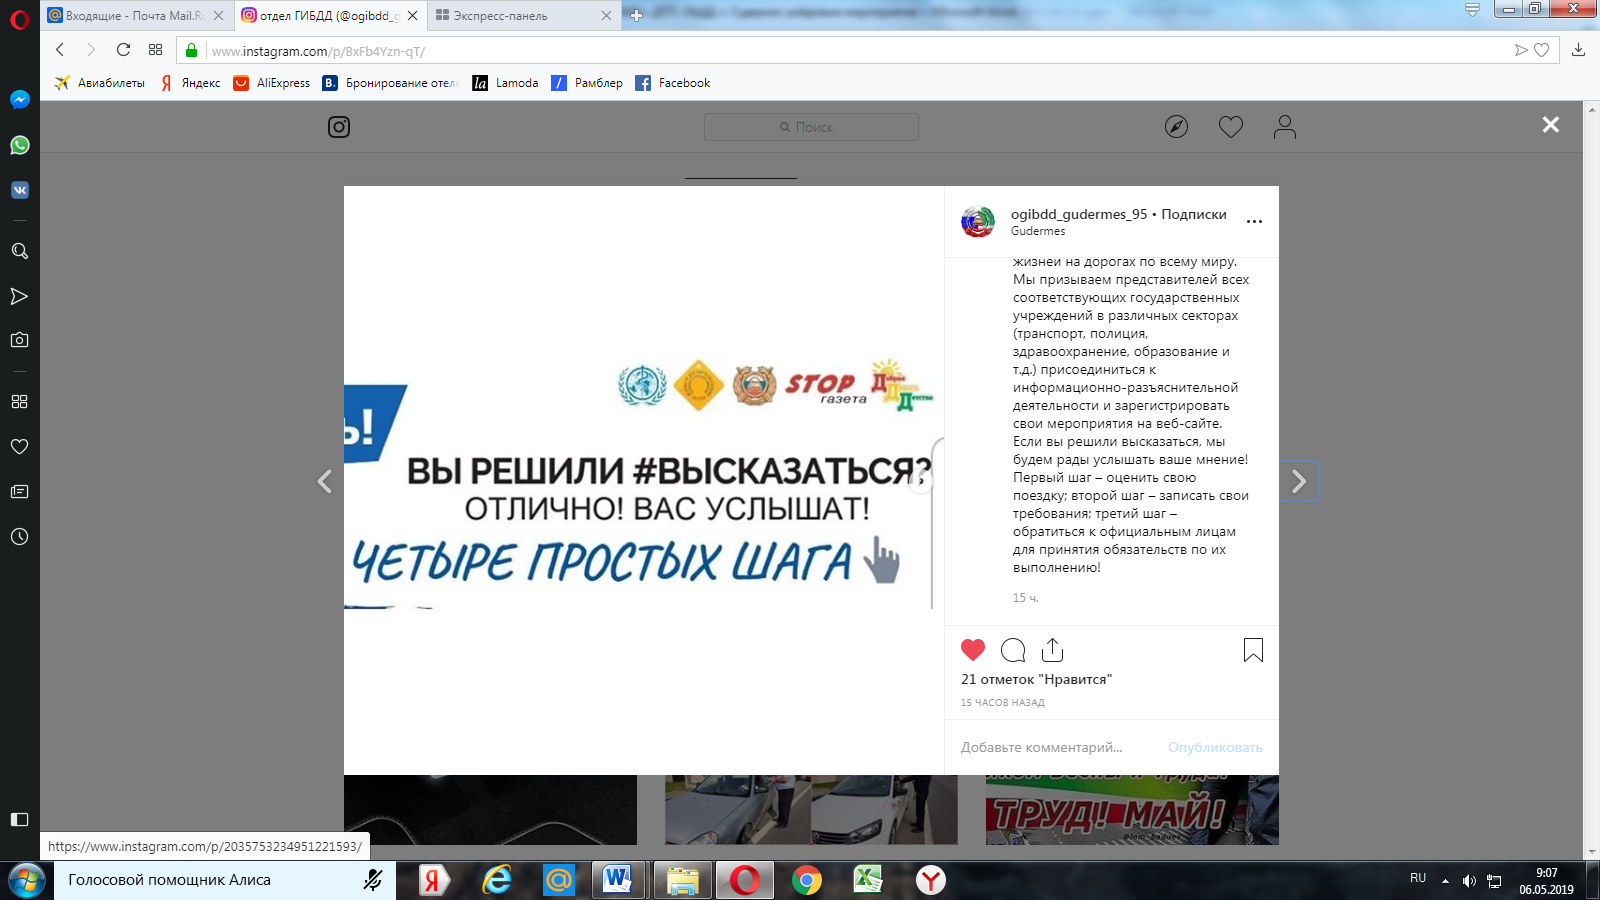 Входящие - Почта Mail.Ru
отдел ГИБДД (@ogibdd_g
Экспресс-панель
www.instagram.com/p/BxFb4Yzn-qT/
Авиабилеты
Яндекс
AliExpress
Бронирование отеле
Lamoda
Рамблер
Facebook
Поиск
ogibdd_gudermes_95 • Подписки
Gudermes
жизней на дорогах по всему миру.
Мы призываем представителей всех
соответствующих государственных
учреждений в различных секторах
(транспорт, полиция,
здравоохранение, образование и
т.д.) присоединиться к
информационно-разъяснительной
деятельности и зарегистрировать
свои мероприятия на веб-сайте.
Если вы решили высказаться, мы
будем рады услышать ваше мнение!
Первый шаг – оценить свою
поездку; второй шаг – записать свои
требования; третий шаг –
обратиться к официальным лицам
для принятия обязательств по их
выполнению!
15 ч.
STOP
газета
Добрая
Дорога
Детства
Ь!
ВЫ РЕШИЛИ #ВЫСКАЗАТЬСЯ?
ОТЛИЧНО! ВАС УСЛЫШАТ!
ЧЕТЫРЕ ПРОСТЫХ ШАГА
21 отметок "Нравится"
15 ЧАСОВ НАЗАД
Добавьте комментарий...
Опубликовать
ТРУД! МАЙ!
https://www.instagram.com/p/2035753234951221593/
Голосовой помощник Алиса
RU
9:07
06.05.2019